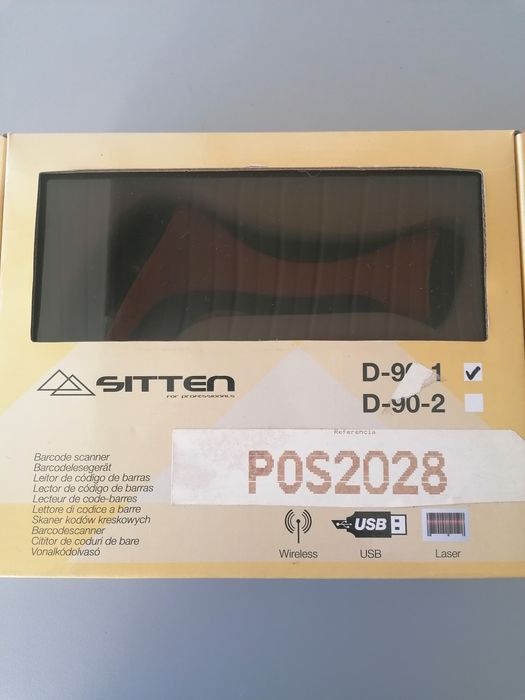 SITTEN
FOR PROFESSIONALS
D-90-1
D-90-2
Referencia
POS2028
Barcode scanner
Barcodelesegerät
Leitor de código de barras
Lector de código de barras
Lecteur de code-barres
Lettore di codice a barre
Skaner kodów kreskowych
Barcodescanner
Cititor de coduri de bare
Vonalkódolvasó
USB
Wireless
USB
Laser